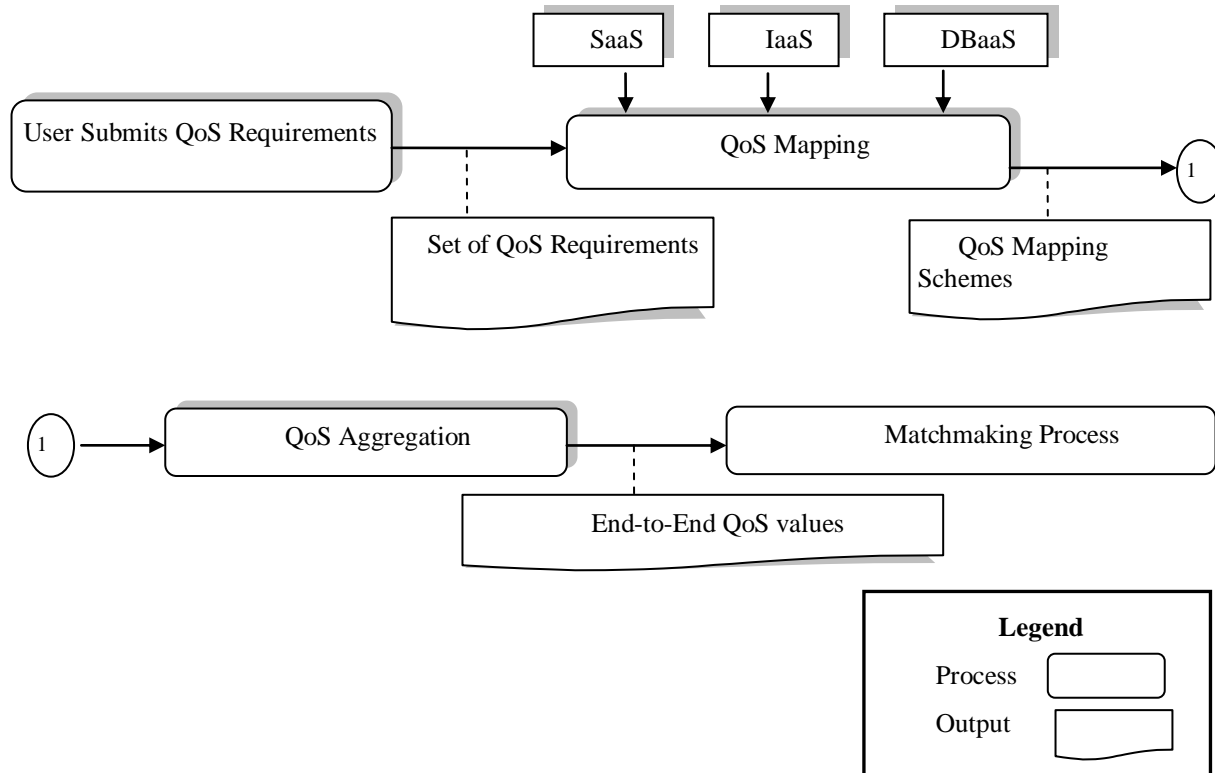 SaaS
IaaS
DBaaS
User Submits QoS Requirements
QoS Mapping
1
Set of QoS Requirements
QoS Mapping
Schemes
1
QoS Aggregation
Matchmaking Process
End-to-End QoS values
Legend
Process
Output